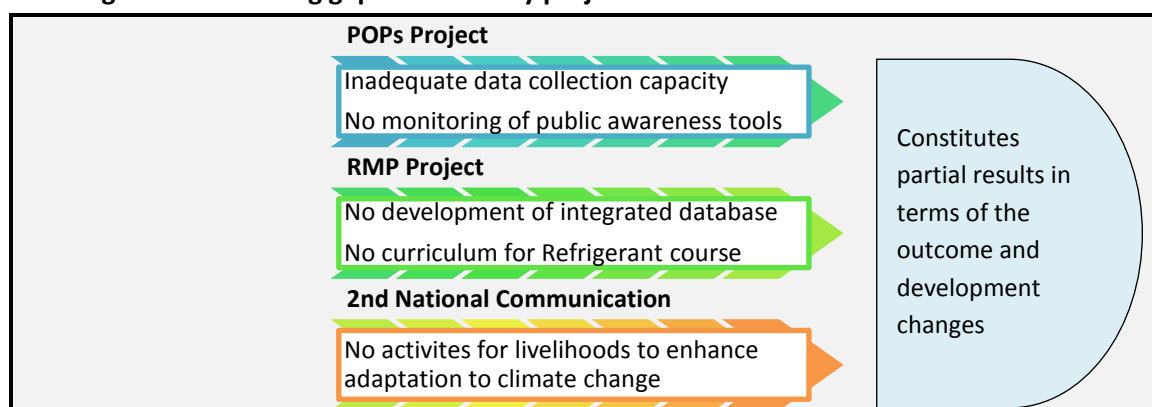 POPs Project
Inadequate data collection capacity
No monitoring of public awareness tools
RMP Project
No development of integrated database
No curriculum for Refrigerant course
2nd National Communication
No activites for livelihoods to enhance
adaptation to climate change
Constitutes
partial results in
terms of the
outcome and
development
changes